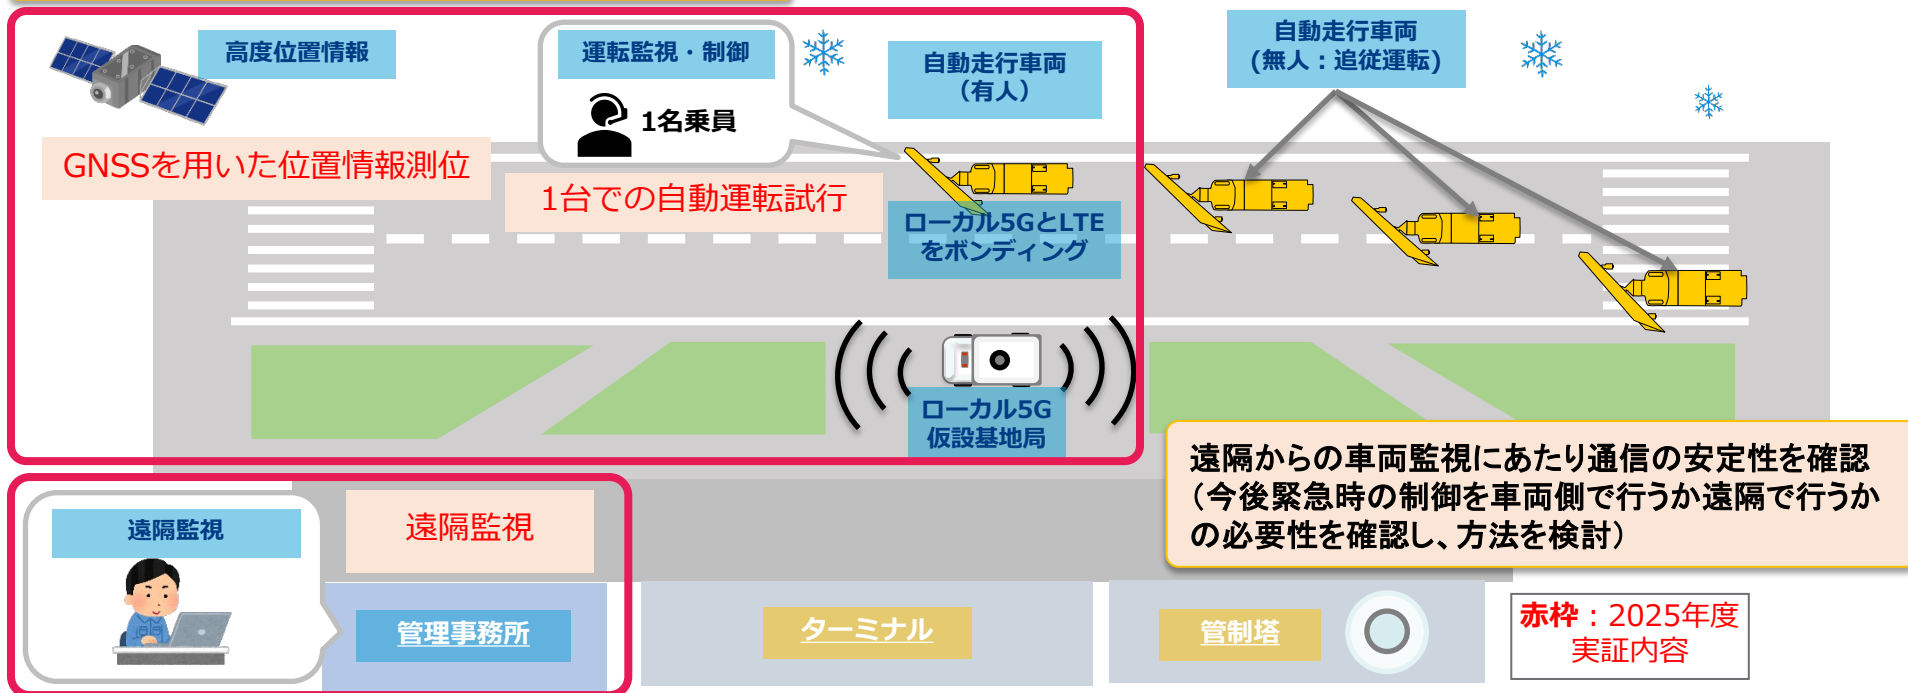 高度位置情報
運転監視・制御
1名乗員
自動走行車両
（有人）
自動走行車両
(無人：追従運転)
GNSSを用いた位置情報測位
1台での自動運転試行
ローカル5GとLTE
をボンディング
ローカル5G
仮設基地局
遠隔からの車両監視にあたり通信の安定性を確認
（今後緊急時の制御を車両側で行うか遠隔で行うか
の必要性を確認し、方法を検討）
遠隔監視
遠隔監視
管理事務所
ターミナル
管制塔
赤枠：2025年度
実証内容